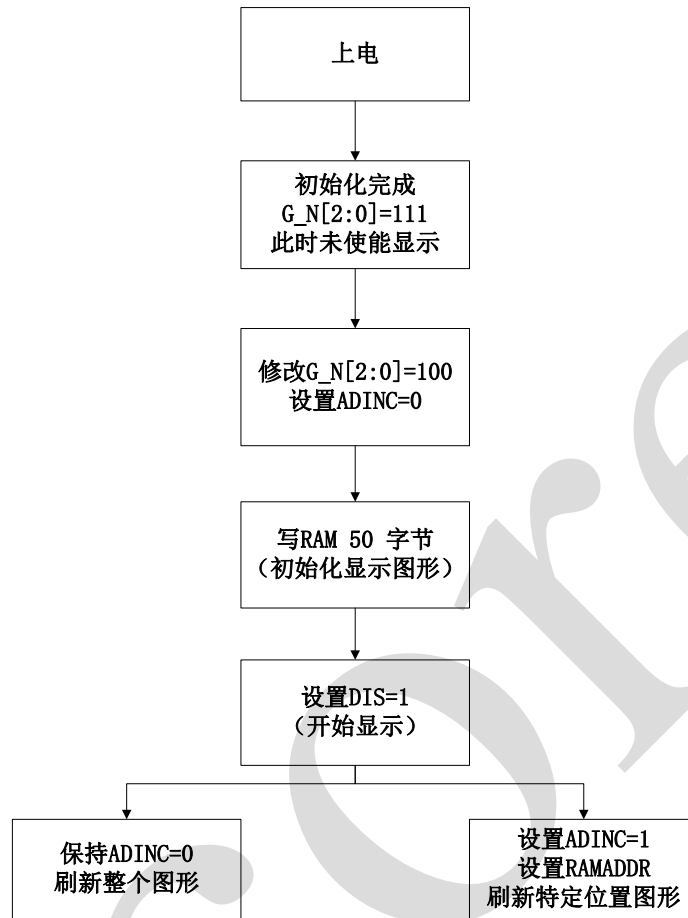 上电
初始化完成
G_N[2:0]=111
此时未使能显示
修改G_N[2:0]=100
设置ADINC=0
写RAM 50 字节
（初始化显示图形）
设置DIS=1
（开始显示）
保持ADINC=0
刷新整个图形
设置ADINC=1
设置RAMADDR
刷新特定位置图形